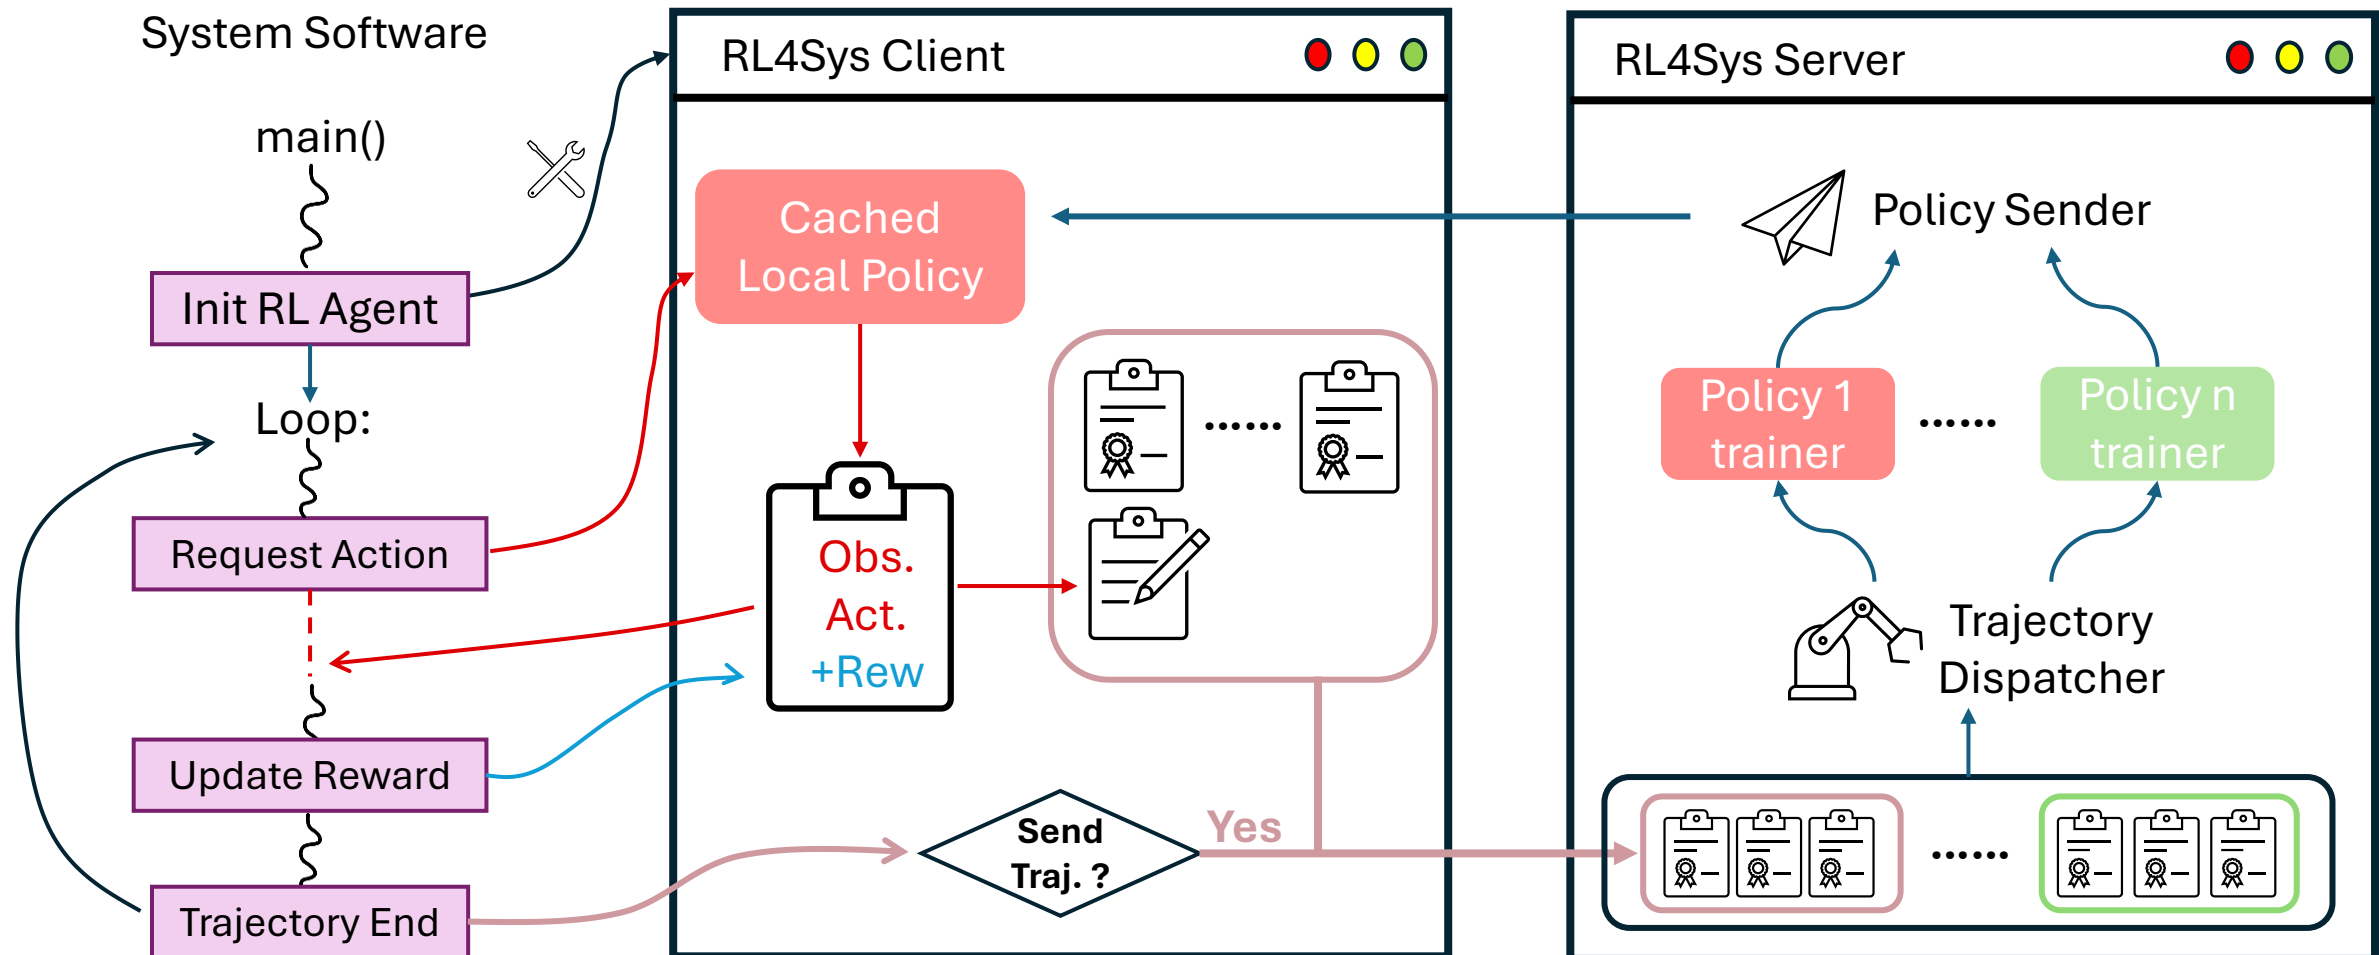 System Software
main()
Init RL Agent
Loop:
Request Action
Update Reward
Trajectory End
RL4Sys Client
Cached
Local Policy
Obs.
Act.
+Rew
......
Send
Traj. ?
Yes
RL4Sys Server
Policy Sender
Policy 1
trainer
......
Policy n
trainer
Trajectory
Dispatcher
......